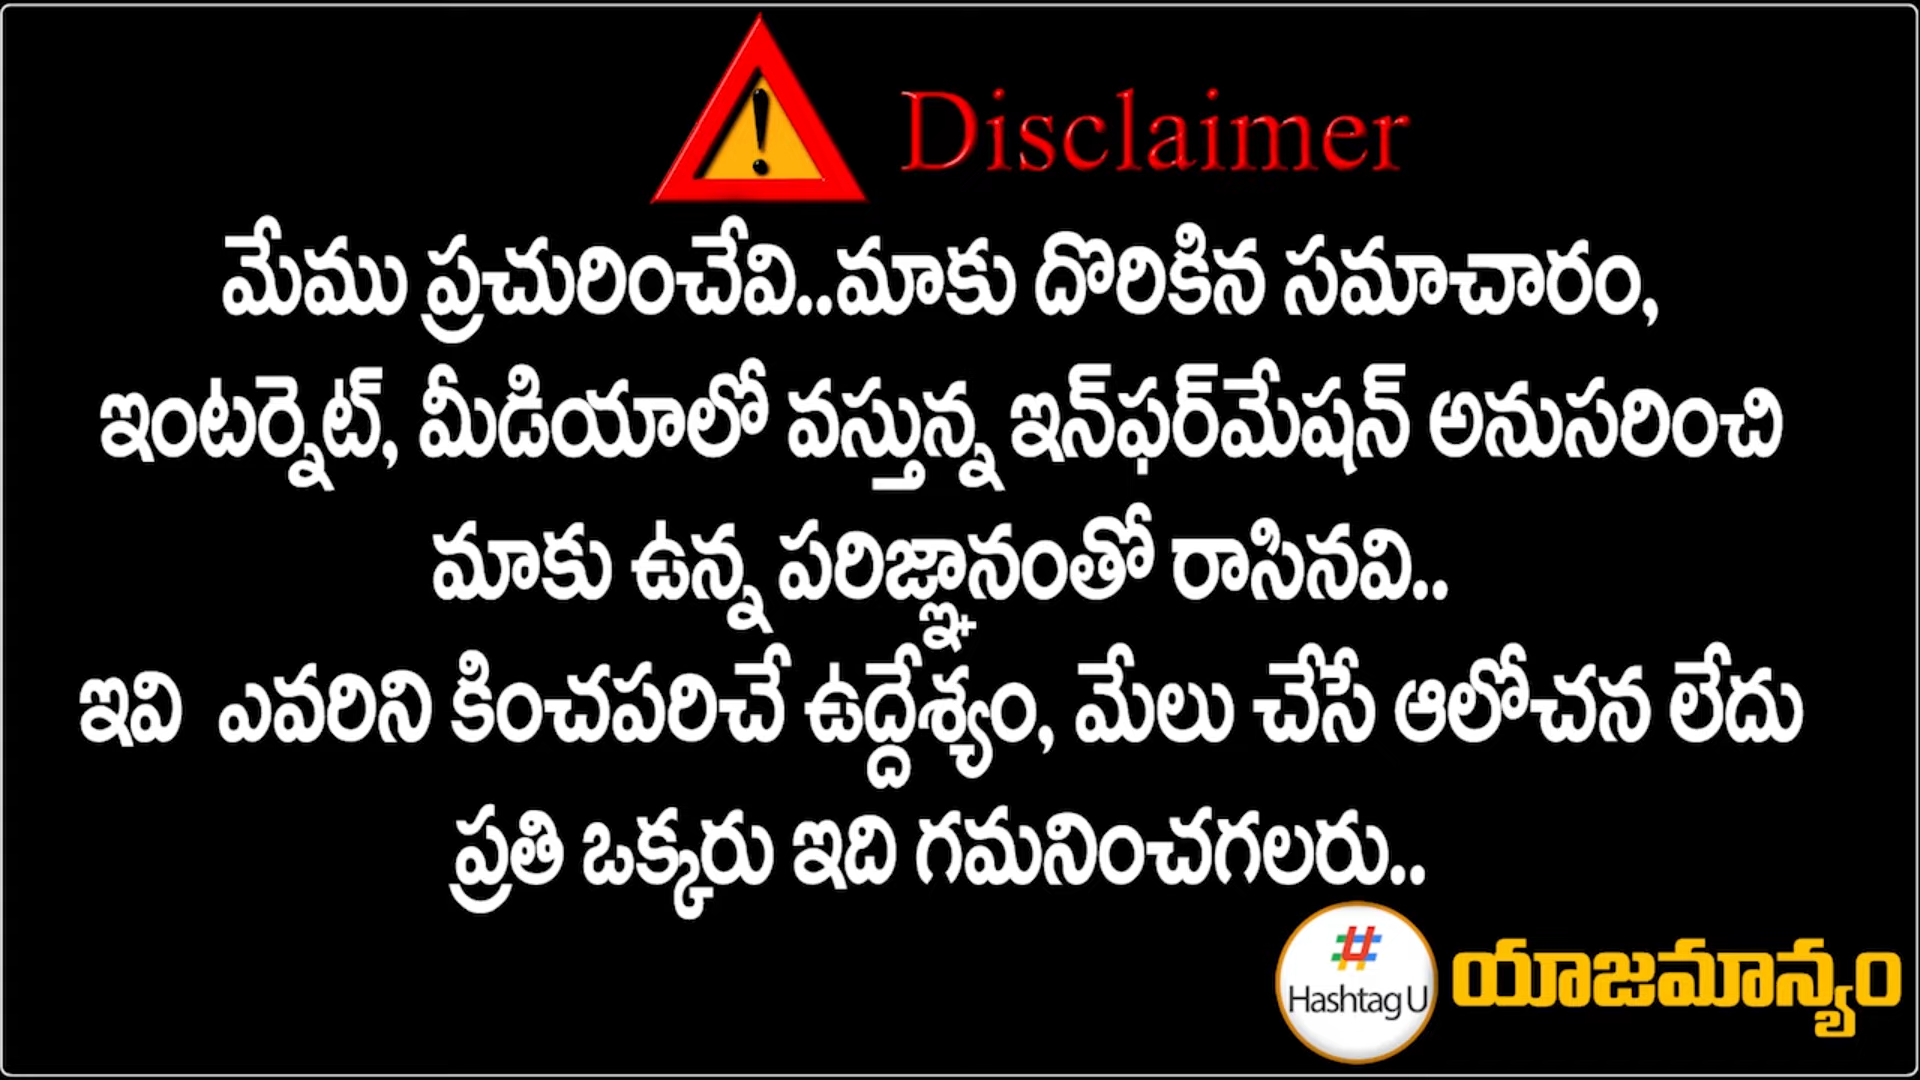 Disclaimer
మేము ప్రచురించేవి..మాకు దొరికిన సమాచారం,
ఇంటర్నెట్, మీడియాలో వస్తున్న ఇన్‌ఫర్‌మేషన్ అనుసరించి
మాకు ఉన్న పరిజ్ఞానంతో రాసినవి..
ఇవి ఎవరిని కించపరిచే ఉద్దేశ్యం, మేలు చేసే ఆలోచన లేదు
ప్రతి ఒక్కరు ఇది గమనించగలరు..
Hashtag U
యాజమాన్యం